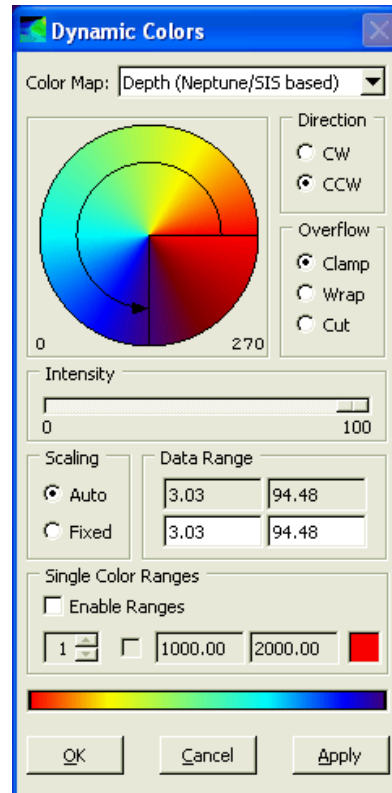 Dynamic Colors
Color Map: Depth (Neptune/SIS based)
Direction
CW
CCW
Overflow
Clamp
Wrap
Cut
0 270
Intensity
0 100
Scaling
Auto
Fixed
Data Range
3.03 94.48
3.03 94.48
Single Color Ranges
Enable Ranges
1 1000.00 2000.00
OK Cancel Apply